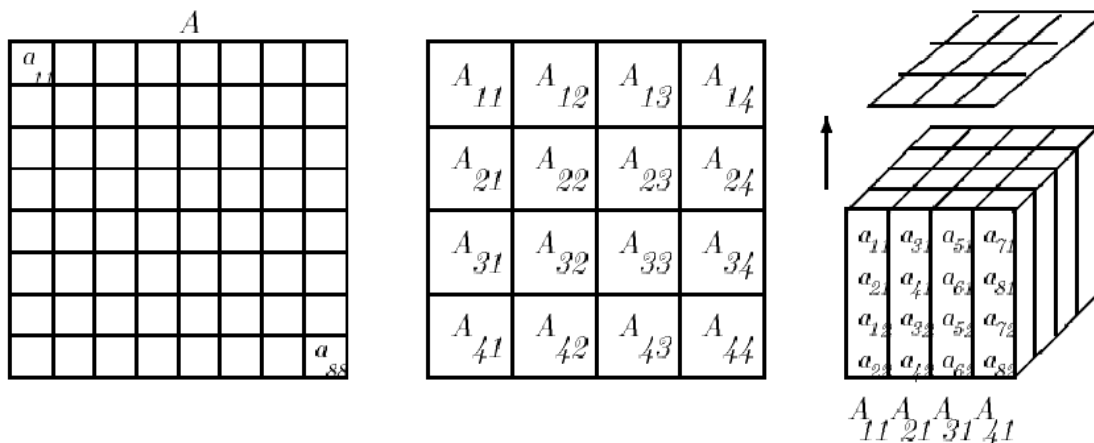 A
a11
a88
A11 A12 A13 A14
A21 A22 A23 A24
A31 A32 A33 A34
A41 A42 A43 A44
a11 a31 a51 a71
a21 a41 a61 a81
a12 a32 a52 a72
a22 a42 a62 a82
A11 A21 A31 A41